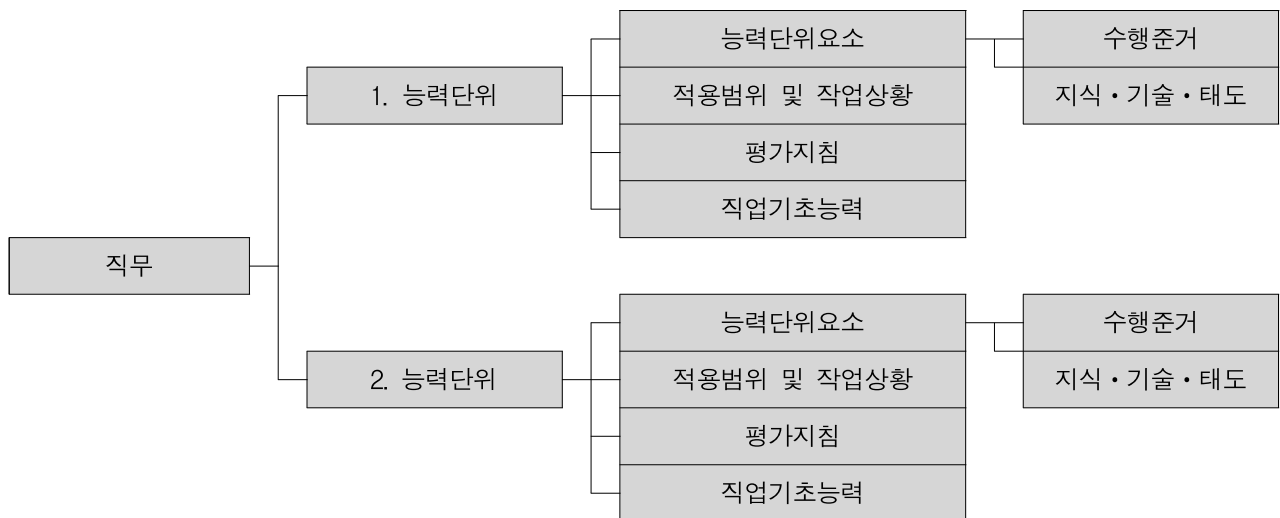 능력단위요소
수행준거
1. 능력단위
적용범위 및 작업상황
지식・기술・태도
평가지침
직업기초능력
직무
능력단위요소
수행준거
2. 능력단위
적용범위 및 작업상황
지식・기술・태도
평가지침
직업기초능력